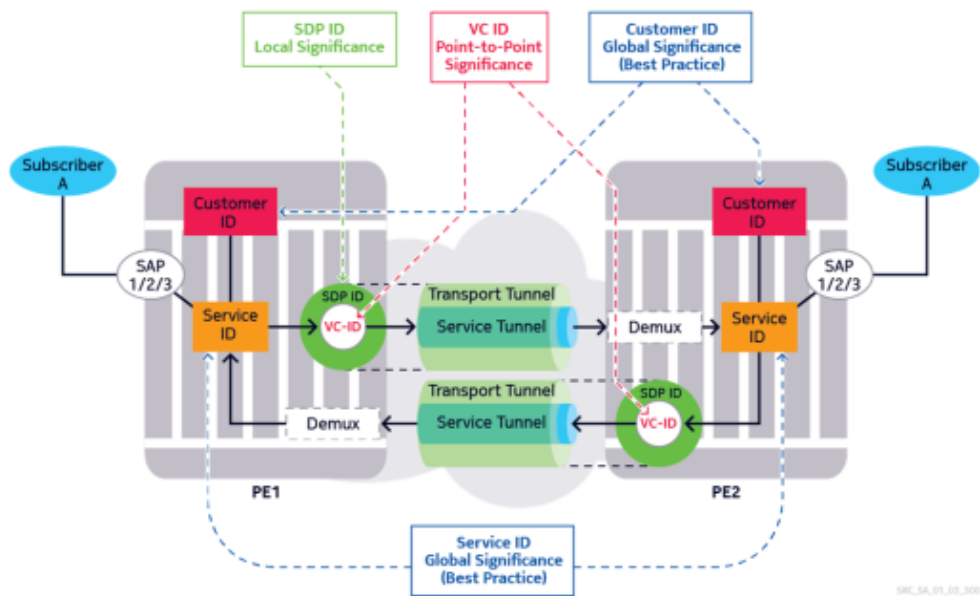 SDP ID
Local Significance
VC ID
Point-to-Point
Significance
Customer ID
Global Significance
(Best Practice)
Subscriber
A
Subscriber
A
Customer
ID
Customer
ID
SAP
1/2/3
SAP
1/2/3
SDP ID
VC-ID
Service
ID
Transport Tunnel
Service Tunnel
Demux
Service
ID
Transport Tunnel
Service Tunnel
Demux
SDP ID
VC-ID
PE1
PE2
Service ID
Global Significance
(Best Practice)